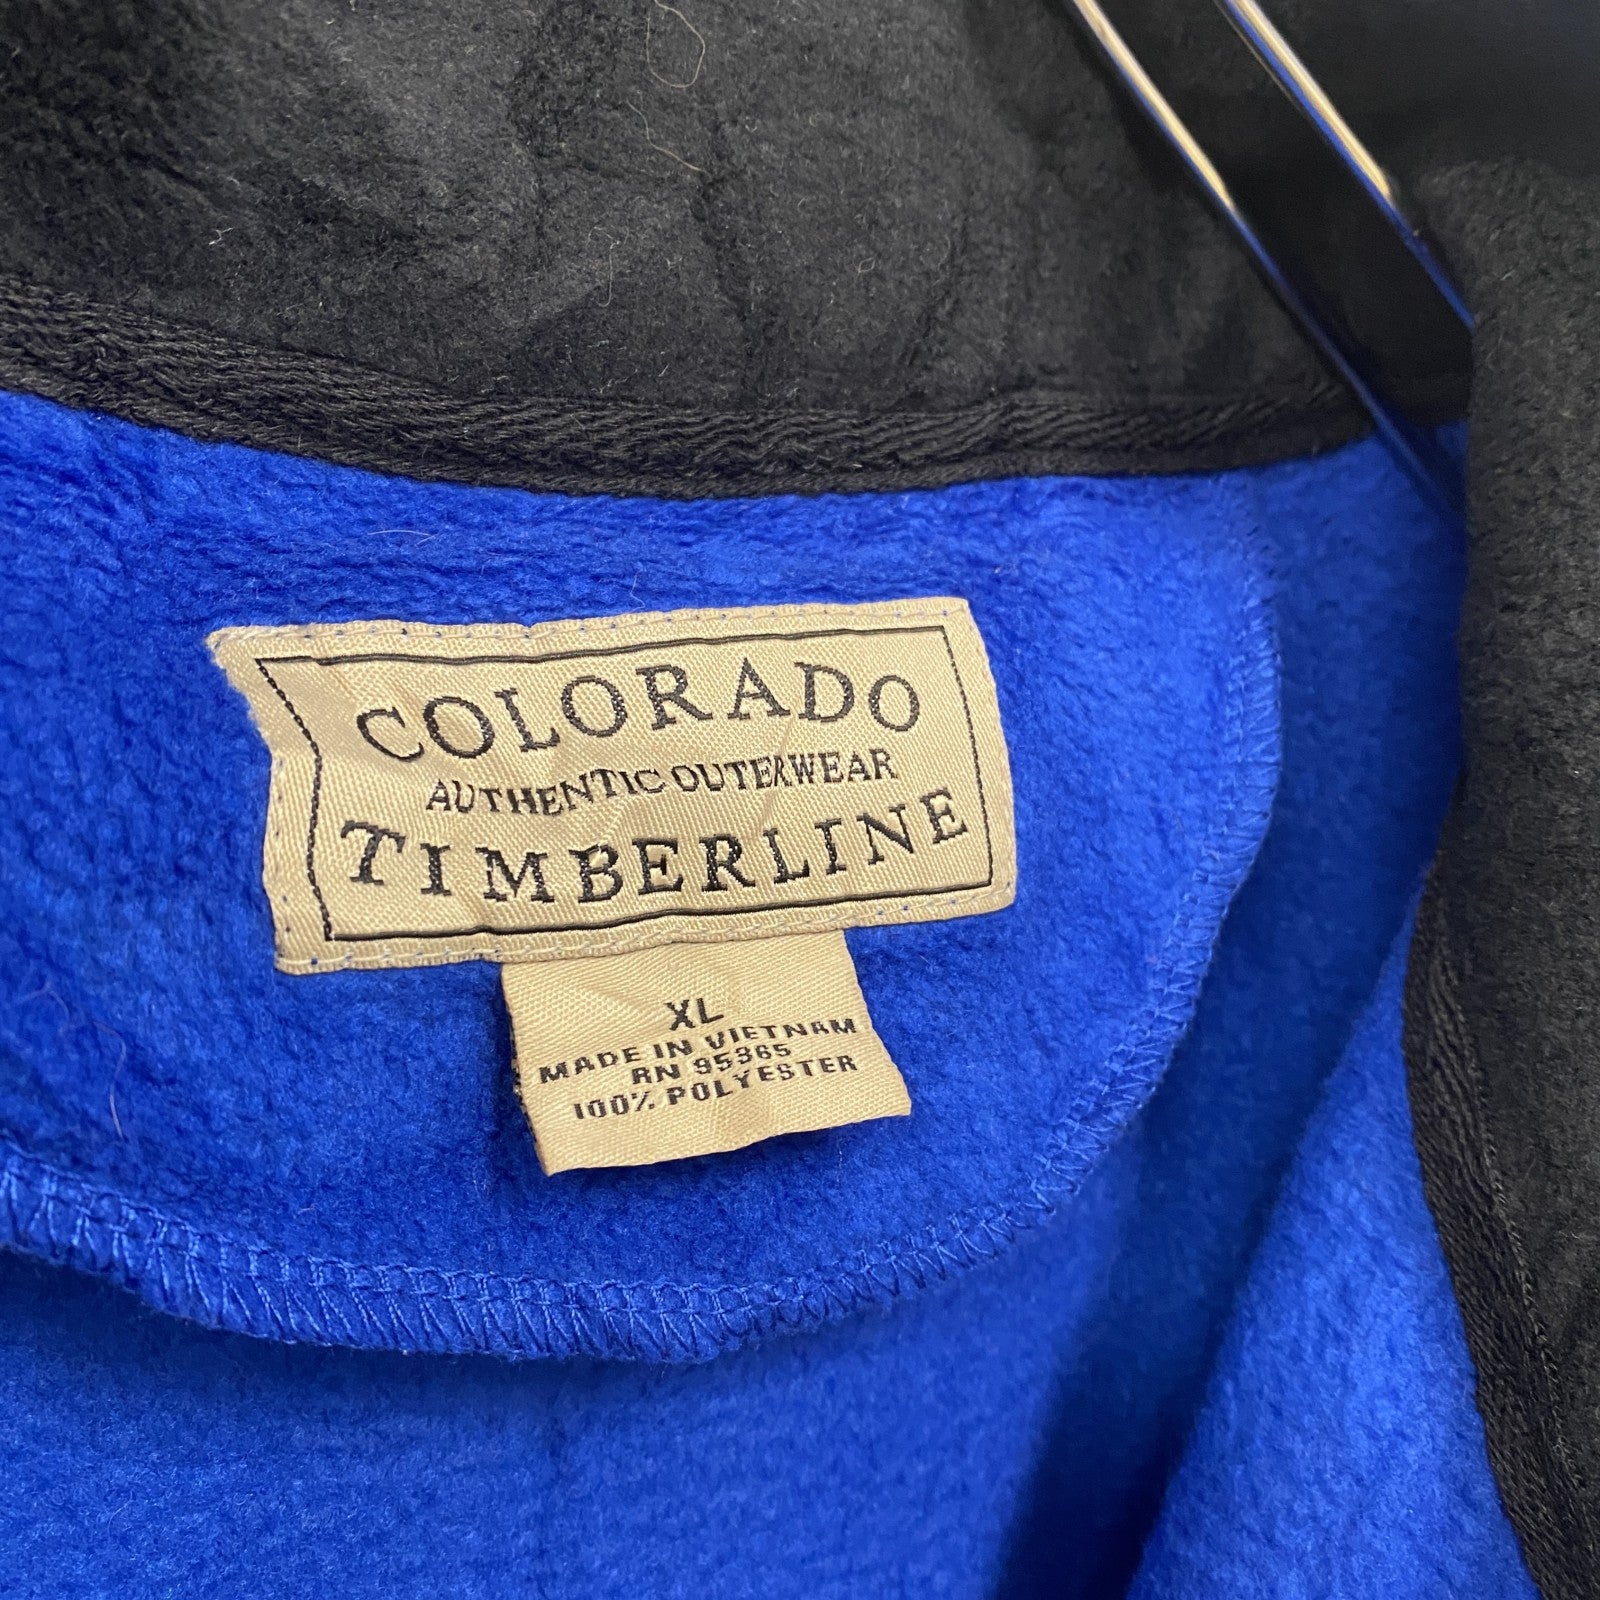 COLORADO
AUTHENTIC OUTERWEAR
TIMBERLINE
XL
MADE IN VIETNAM
RN 95365
100% POLYESTER